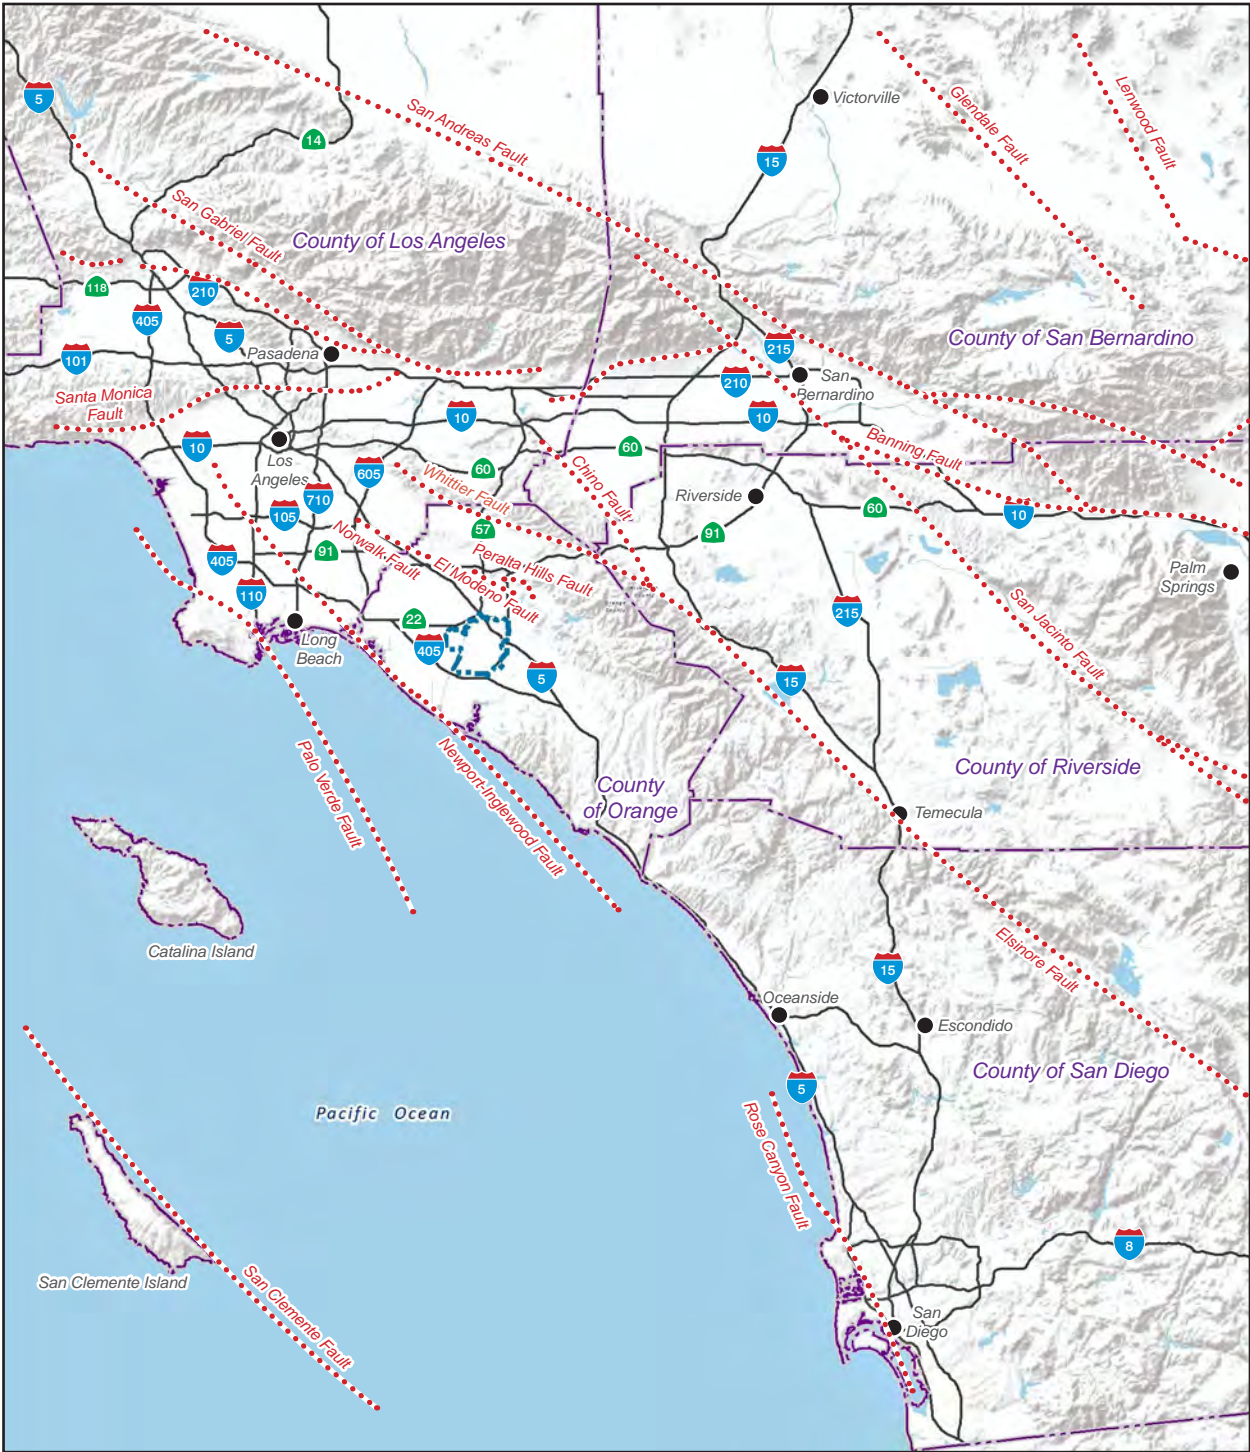 5
14
San Andreas Fault
Victorville
15
Glendale Fault
Lenwood Fault
San Gabriel Fault
County of Los Angeles
118
210
405
5
101
Pasadena
215
County of San Bernardino
Santa Monica
Fault
210
San
Bernardino
10
10
10
60
Los
Angeles
605
60
Whittier Fault
Chino Fault
Banning Fault
710
105
Riverside
57
91
60
10
Norwalk Fault
91
405
Peralta Hills Fault
El Modeno Fault
110
22
405
Long
Beach
5
215
15
Palm
Springs
San Jacinto Fault
Palo Verde Fault
Newport-Inglewood Fault
County
of Orange
County of Riverside
Temecula
Catalina Island
Elsinore Fault
15
Oceanside
Escondido
County of San Diego
5
Pacific Ocean
Rose Canyon Fault
8
San Clemente Island
San Clemente Fault
San
Diego